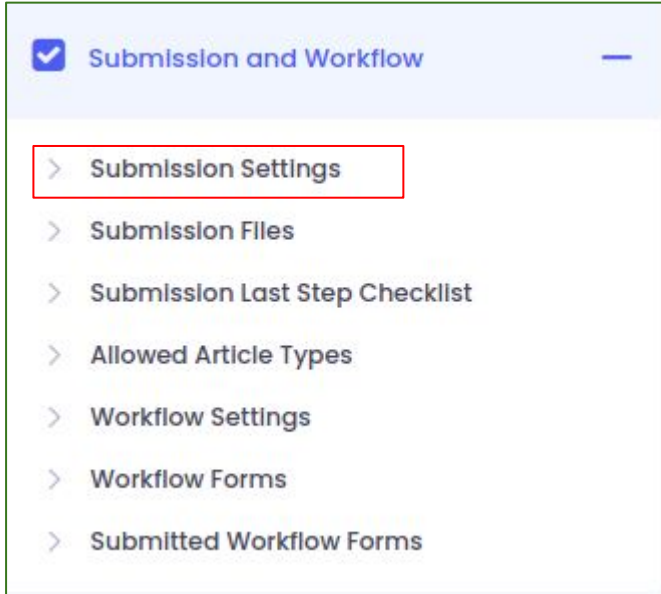 Submission and Workflow
Submission Settings
Submission Files
Submission Last Step Checklist
Allowed Article Types
Workflow Settings
Workflow Forms
Submitted Workflow Forms